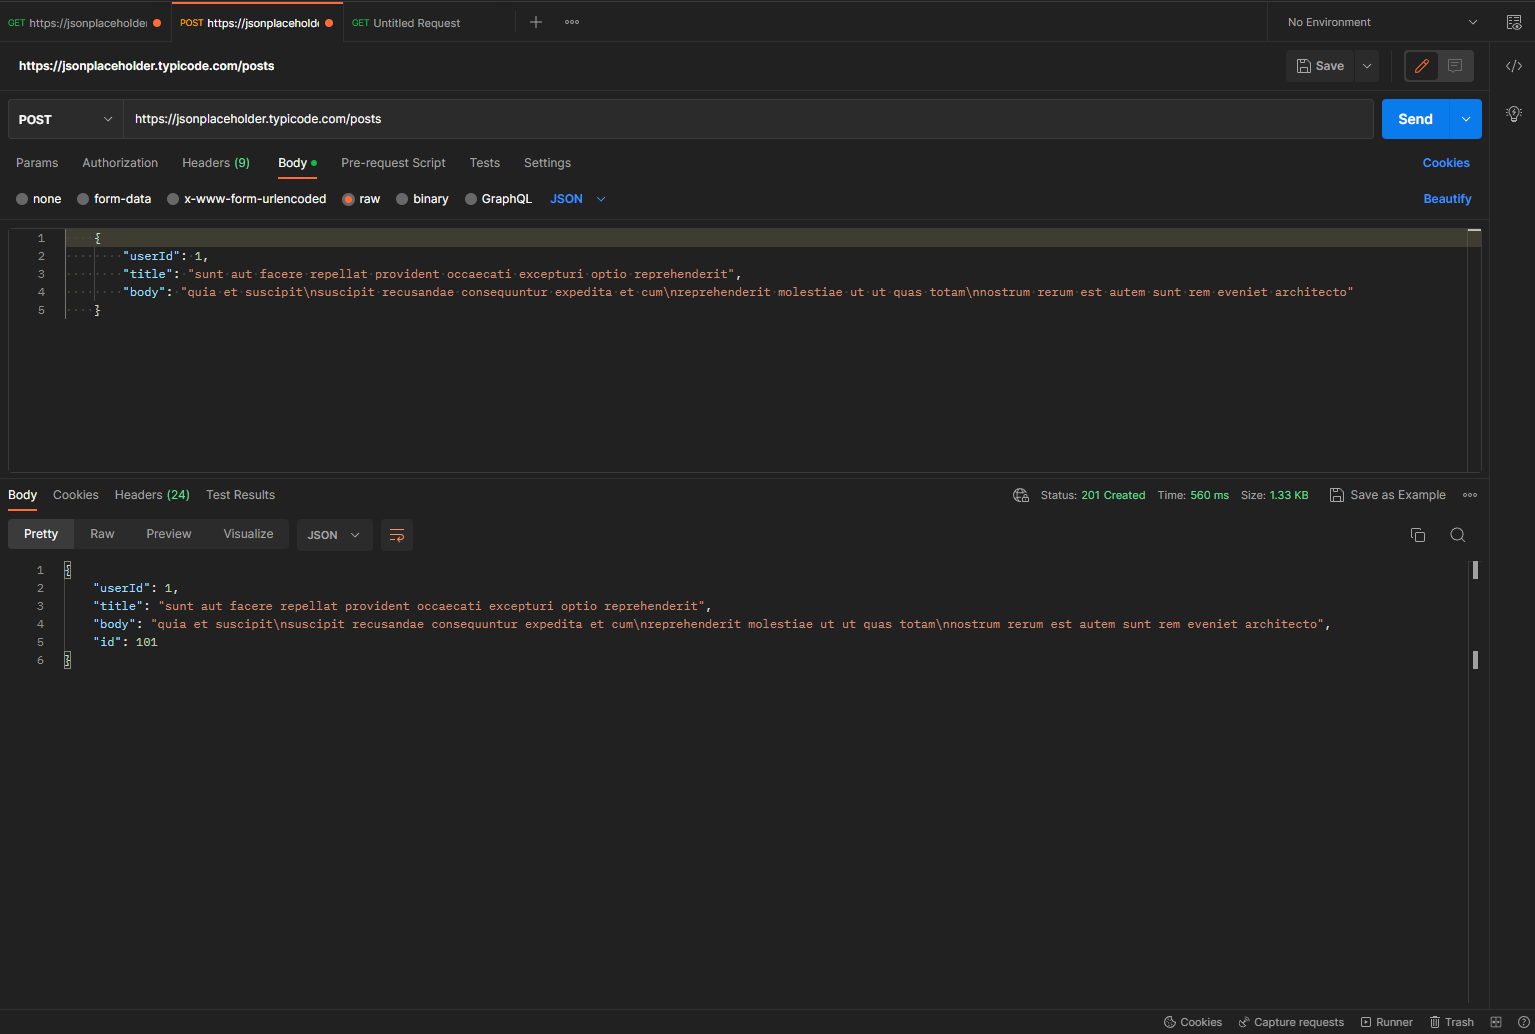 GET https://jsonplaceholder POST https://jsonplaceholde GET Untitled Request No Environment
https://jsonplaceholder.typicode.com/posts Save
POST https://jsonplaceholder.typicode.com/posts Send
Params Authorization Headers (9) Body Pre-request Script Tests Settings Cookies
none form-data x-www-form-urlencoded raw binary GraphQL JSON Beautify
1 {
2 "userId": 1,
3 "title": "sunt aut facere repellat provident occaecati excepturi optio reprehenderit",
4 "body": "quia et suscipit\nsuscipit recusandae consequuntur expedita et cum\nreprehenderit molestiae ut ut quas totam\nnostrum rerum est autem sunt rem eveniet architecto"
5 }
Body Cookies Headers (24) Test Results Status: 201 Created Time: 560 ms Size: 1.33 KB Save as Example
Pretty Raw Preview Visualize JSON
1 {
2 "userId": 1,
3 "title": "sunt aut facere repellat provident occaecati excepturi optio reprehenderit",
4 "body": "quia et suscipit\nsuscipit recusandae consequuntur expedita et cum\nreprehenderit molestiae ut ut quas totam\nnostrum rerum est autem sunt rem eveniet architecto",
5 "id": 101
6 }
Cookies Capture requests Runner Trash